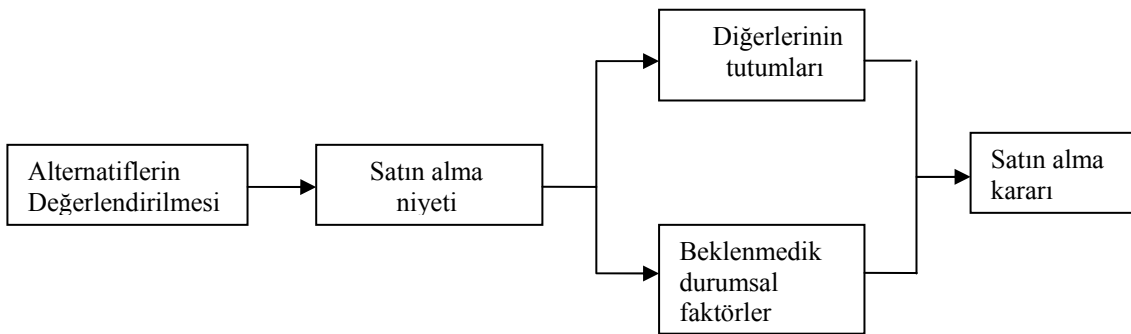 Alternatiflerin
Değerlendirilmesi
Satın alma
niyeti
Diğerlerinin
tutumları
Beklenmedik
durumsal
faktörler
Satın alma
kararı